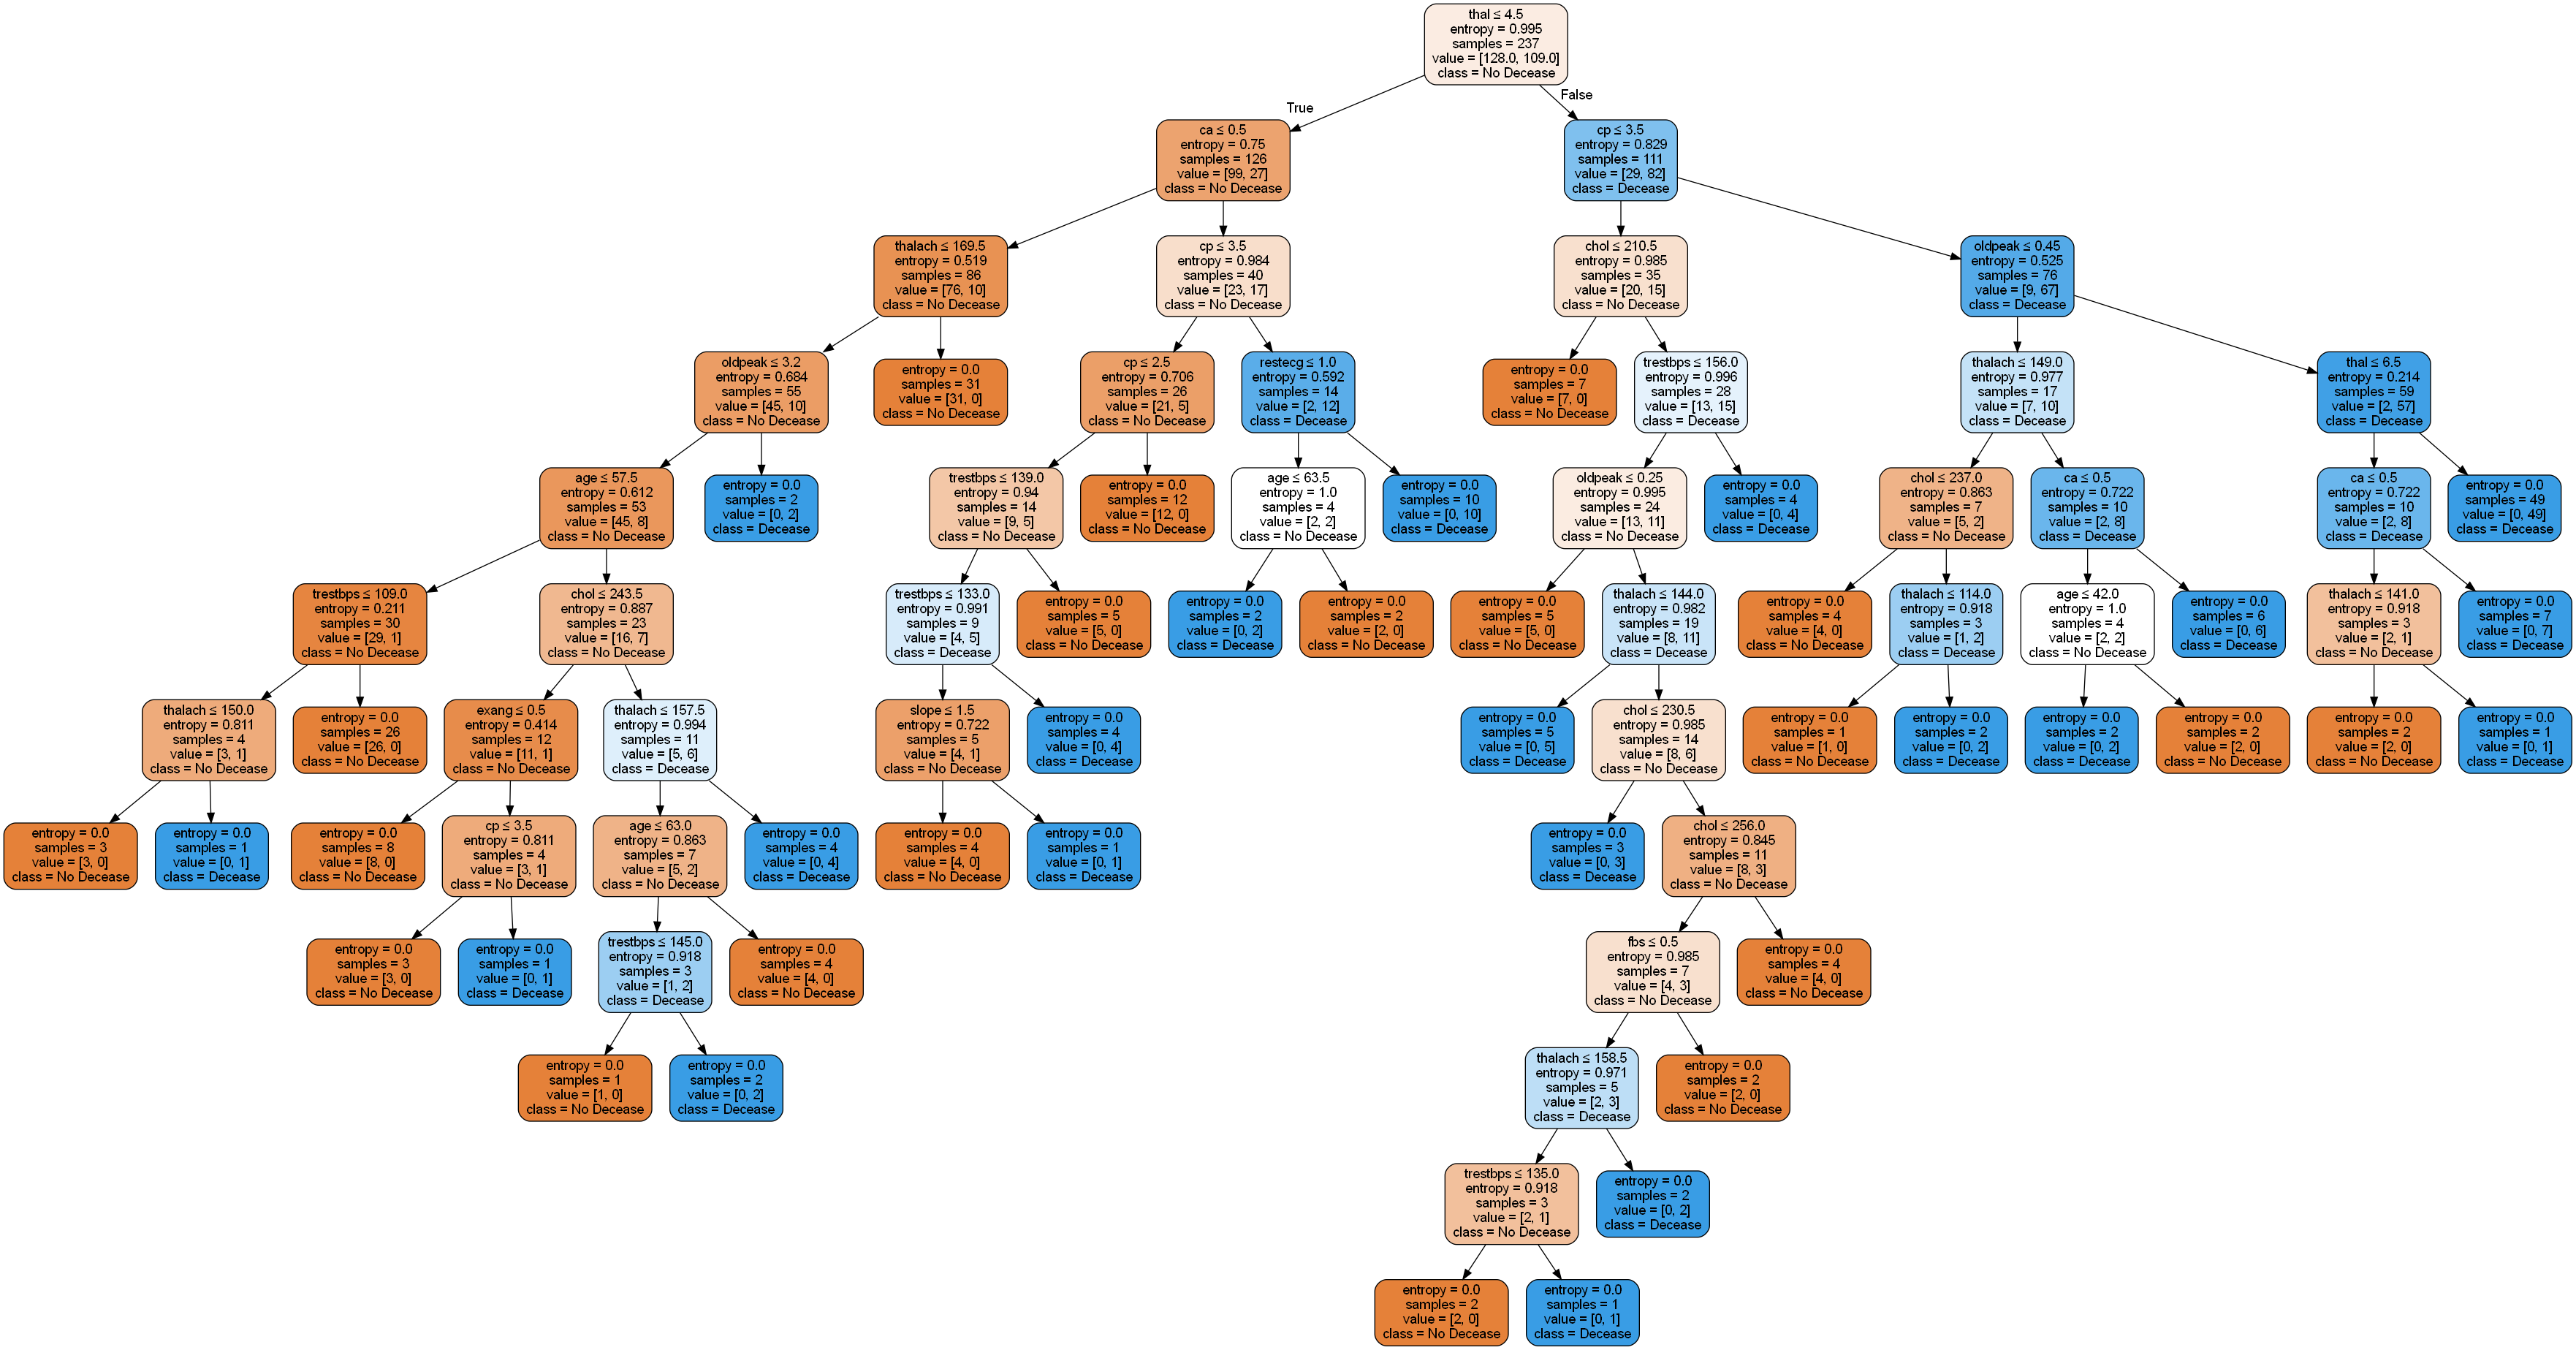 thal ≤ 4.5
entropy = 0.995
samples = 237
value = [128.0, 109.0]
class = No Decease
True
False
ca ≤ 0.5
entropy = 0.75
samples = 126
value = [99, 27]
class = No Decease
cp ≤ 3.5
entropy = 0.829
samples = 111
value = [29, 82]
class = Decease
thalach ≤ 169.5
entropy = 0.519
samples = 86
value = [76, 10]
class = No Decease
cp ≤ 3.5
entropy = 0.984
samples = 40
value = [23, 17]
class = No Decease
chol ≤ 210.5
entropy = 0.985
samples = 35
value = [20, 15]
class = No Decease
oldpeak ≤ 0.45
entropy = 0.525
samples = 76
value = [9, 67]
class = Decease
oldpeak ≤ 3.2
entropy = 0.684
samples = 55
value = [45, 10]
class = No Decease
entropy = 0.0
samples = 31
value = [31, 0]
class = No Decease
cp ≤ 2.5
entropy = 0.706
samples = 26
value = [21, 5]
class = No Decease
restecg ≤ 1.0
entropy = 0.592
samples = 14
value = [2, 12]
class = Decease
entropy = 0.0
samples = 7
value = [7, 0]
class = No Decease
trestbps ≤ 156.0
entropy = 0.996
samples = 28
value = [13, 15]
class = Decease
thalach ≤ 149.0
entropy = 0.977
samples = 17
value = [7, 10]
class = Decease
thal ≤ 6.5
entropy = 0.214
samples = 59
value = [2, 57]
class = Decease
age ≤ 57.5
entropy = 0.612
samples = 53
value = [45, 8]
class = No Decease
entropy = 0.0
samples = 2
value = [0, 2]
class = Decease
trestbps ≤ 139.0
entropy = 0.94
samples = 14
value = [9, 5]
class = No Decease
entropy = 0.0
samples = 12
value = [12, 0]
class = No Decease
age ≤ 63.5
entropy = 1.0
samples = 4
value = [2, 2]
class = No Decease
entropy = 0.0
samples = 10
value = [0, 10]
class = Decease
oldpeak ≤ 0.25
entropy = 0.995
samples = 24
value = [13, 11]
class = No Decease
entropy = 0.0
samples = 4
value = [0, 4]
class = Decease
chol ≤ 237.0
entropy = 0.863
samples = 7
value = [5, 2]
class = No Decease
ca ≤ 0.5
entropy = 0.722
samples = 10
value = [2, 8]
class = Decease
ca ≤ 0.5
entropy = 0.722
samples = 10
value = [2, 8]
class = Decease
entropy = 0.0
samples = 49
value = [0, 49]
class = Decease
trestbps ≤ 109.0
entropy = 0.211
samples = 30
value = [29, 1]
class = No Decease
chol ≤ 243.5
entropy = 0.887
samples = 23
value = [16, 7]
class = No Decease
trestbps ≤ 133.0
entropy = 0.991
samples = 9
value = [4, 5]
class = Decease
entropy = 0.0
samples = 5
value = [5, 0]
class = No Decease
entropy = 0.0
samples = 2
value = [0, 2]
class = Decease
entropy = 0.0
samples = 2
value = [2, 0]
class = No Decease
entropy = 0.0
samples = 5
value = [5, 0]
class = No Decease
thalach ≤ 144.0
entropy = 0.982
samples = 19
value = [8, 11]
class = Decease
entropy = 0.0
samples = 4
value = [4, 0]
class = No Decease
thalach ≤ 114.0
entropy = 0.918
samples = 3
value = [1, 2]
class = Decease
age ≤ 42.0
entropy = 1.0
samples = 4
value = [2, 2]
class = No Decease
entropy = 0.0
samples = 6
value = [0, 6]
class = Decease
thalach ≤ 141.0
entropy = 0.918
samples = 3
value = [2, 1]
class = No Decease
entropy = 0.0
samples = 7
value = [0, 7]
class = Decease
thalach ≤ 150.0
entropy = 0.811
samples = 4
value = [3, 1]
class = No Decease
entropy = 0.0
samples = 26
value = [26, 0]
class = No Decease
exang ≤ 0.5
entropy = 0.414
samples = 12
value = [11, 1]
class = No Decease
thalach ≤ 157.5
entropy = 0.994
samples = 11
value = [5, 6]
class = Decease
slope ≤ 1.5
entropy = 0.722
samples = 5
value = [4, 1]
class = No Decease
entropy = 0.0
samples = 4
value = [0, 4]
class = Decease
entropy = 0.0
samples = 5
value = [0, 5]
class = Decease
chol ≤ 230.5
entropy = 0.985
samples = 14
value = [8, 6]
class = No Decease
entropy = 0.0
samples = 1
value = [1, 0]
class = No Decease
entropy = 0.0
samples = 2
value = [0, 2]
class = Decease
entropy = 0.0
samples = 2
value = [0, 2]
class = Decease
entropy = 0.0
samples = 2
value = [2, 0]
class = No Decease
entropy = 0.0
samples = 2
value = [2, 0]
class = No Decease
entropy = 0.0
samples = 1
value = [0, 1]
class = Decease
entropy = 0.0
samples = 3
value = [3, 0]
class = No Decease
entropy = 0.0
samples = 1
value = [0, 1]
class = Decease
entropy = 0.0
samples = 8
value = [8, 0]
class = No Decease
cp ≤ 3.5
entropy = 0.811
samples = 4
value = [3, 1]
class = No Decease
age ≤ 63.0
entropy = 0.863
samples = 7
value = [5, 2]
class = No Decease
entropy = 0.0
samples = 4
value = [0, 4]
class = Decease
entropy = 0.0
samples = 4
value = [4, 0]
class = No Decease
entropy = 0.0
samples = 1
value = [0, 1]
class = Decease
entropy = 0.0
samples = 3
value = [0, 3]
class = Decease
chol ≤ 256.0
entropy = 0.845
samples = 11
value = [8, 3]
class = No Decease
entropy = 0.0
samples = 3
value = [3, 0]
class = No Decease
entropy = 0.0
samples = 1
value = [0, 1]
class = Decease
trestbps ≤ 145.0
entropy = 0.918
samples = 3
value = [1, 2]
class = Decease
entropy = 0.0
samples = 4
value = [4, 0]
class = No Decease
fbs ≤ 0.5
entropy = 0.985
samples = 7
value = [4, 3]
class = No Decease
entropy = 0.0
samples = 4
value = [4, 0]
class = No Decease
entropy = 0.0
samples = 1
value = [1, 0]
class = No Decease
entropy = 0.0
samples = 2
value = [0, 2]
class = Decease
thalach ≤ 158.5
entropy = 0.971
samples = 5
value = [2, 3]
class = Decease
entropy = 0.0
samples = 2
value = [2, 0]
class = No Decease
trestbps ≤ 135.0
entropy = 0.918
samples = 3
value = [2, 1]
class = No Decease
entropy = 0.0
samples = 2
value = [0, 2]
class = Decease
entropy = 0.0
samples = 2
value = [2, 0]
class = No Decease
entropy = 0.0
samples = 1
value = [0, 1]
class = Decease